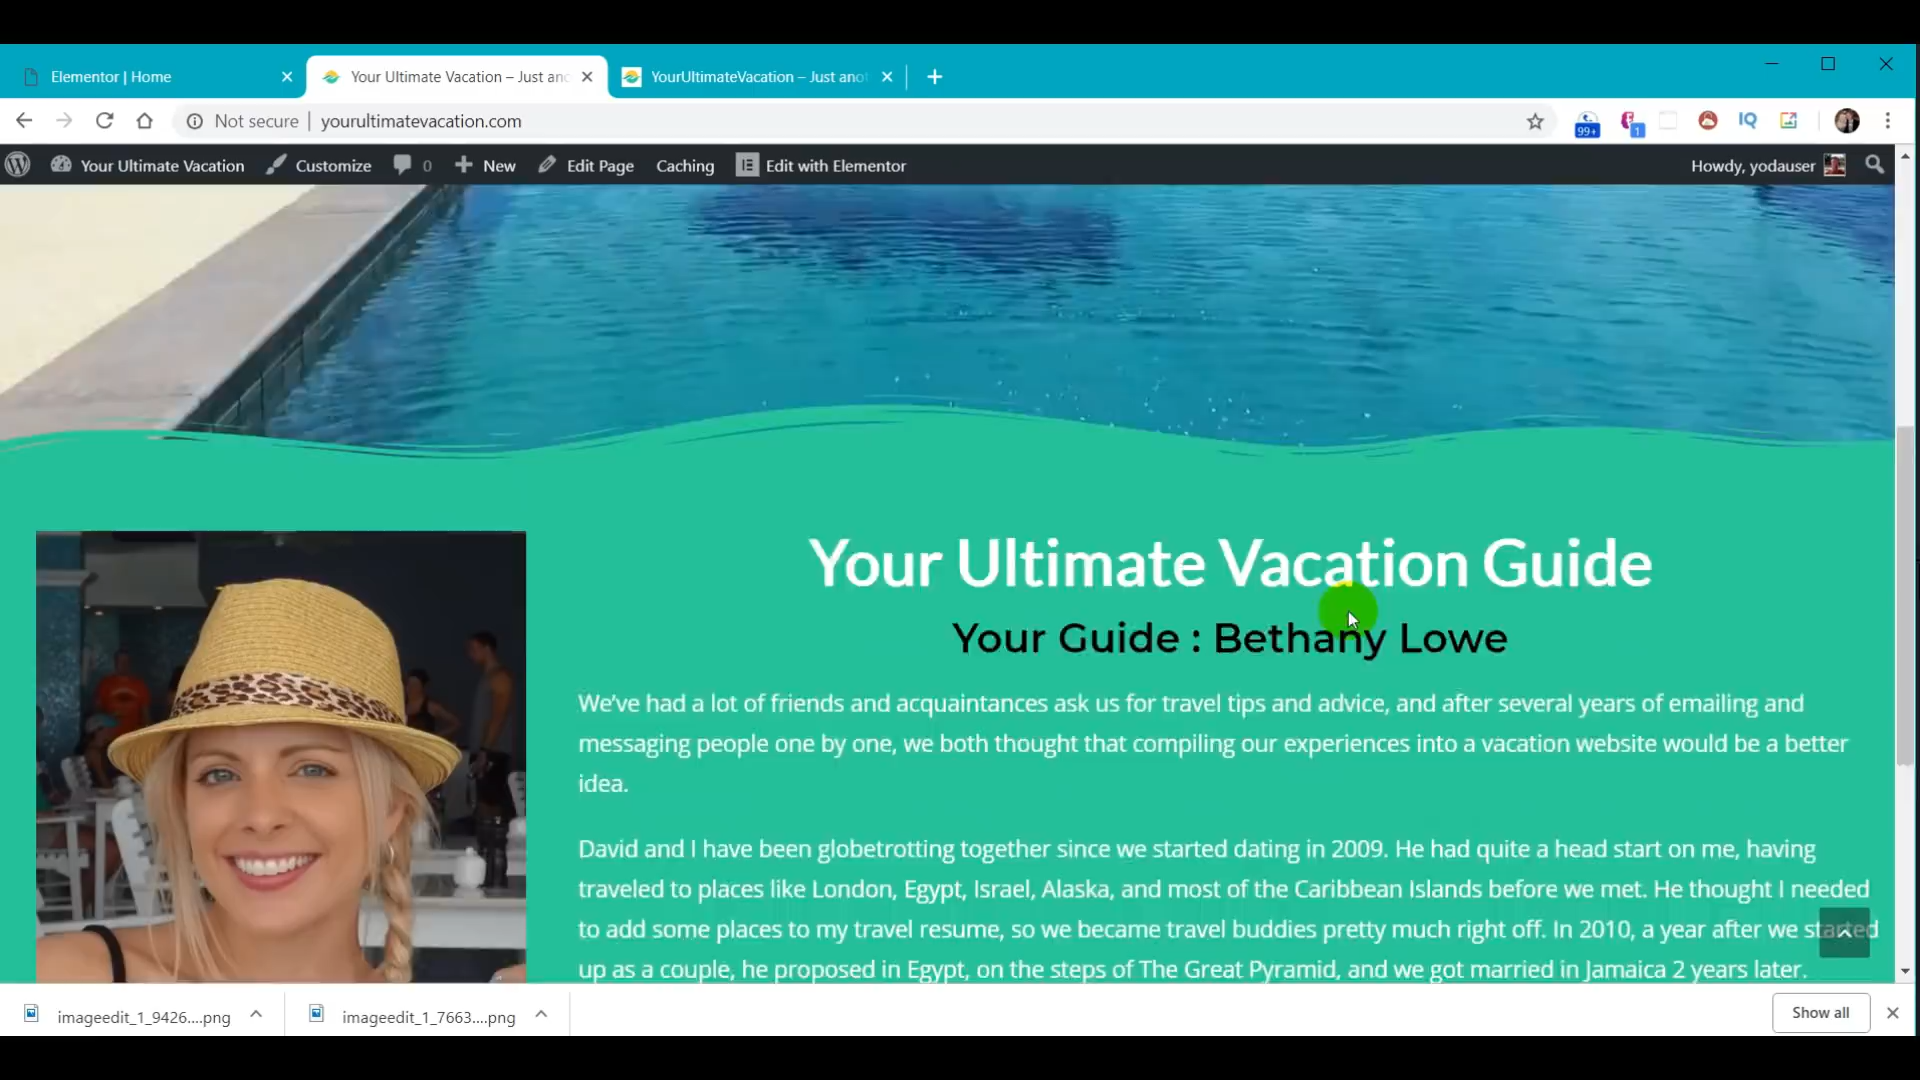 Elementor | Home
Your Ultimate Vacation – Just an
YourUltimateVacation – Just anot
Not secure | yourultimatevacation.com
99+
1
IQ
Your Ultimate Vacation
Customize
0
New
Edit Page
Caching
Edit with Elementor
Howdy, yodauser
Your Ultimate Vacation Guide
Your Guide : Bethany Lowe
We've had a lot of friends and acquaintances ask us for travel tips and advice, and after several years of emailing and
messaging people one by one, we both thought that compiling our experiences into a vacation website would be a better
idea.
David and I have been globetrotting together since we started dating in 2009. He had quite a head start on me, having
traveled to places like London, Egypt, Israel, Alaska, and most of the Caribbean Islands before we met. He thought I needed
to add some places to my travel resume, so we became travel buddies pretty much right off. In 2010, a year after we started
up as a couple, he proposed in Egypt, on the steps of The Great Pyramid, and we got married in Jamaica 2 years later.
imageedit_1_9426....png
imageedit_1_7663....png
Show all